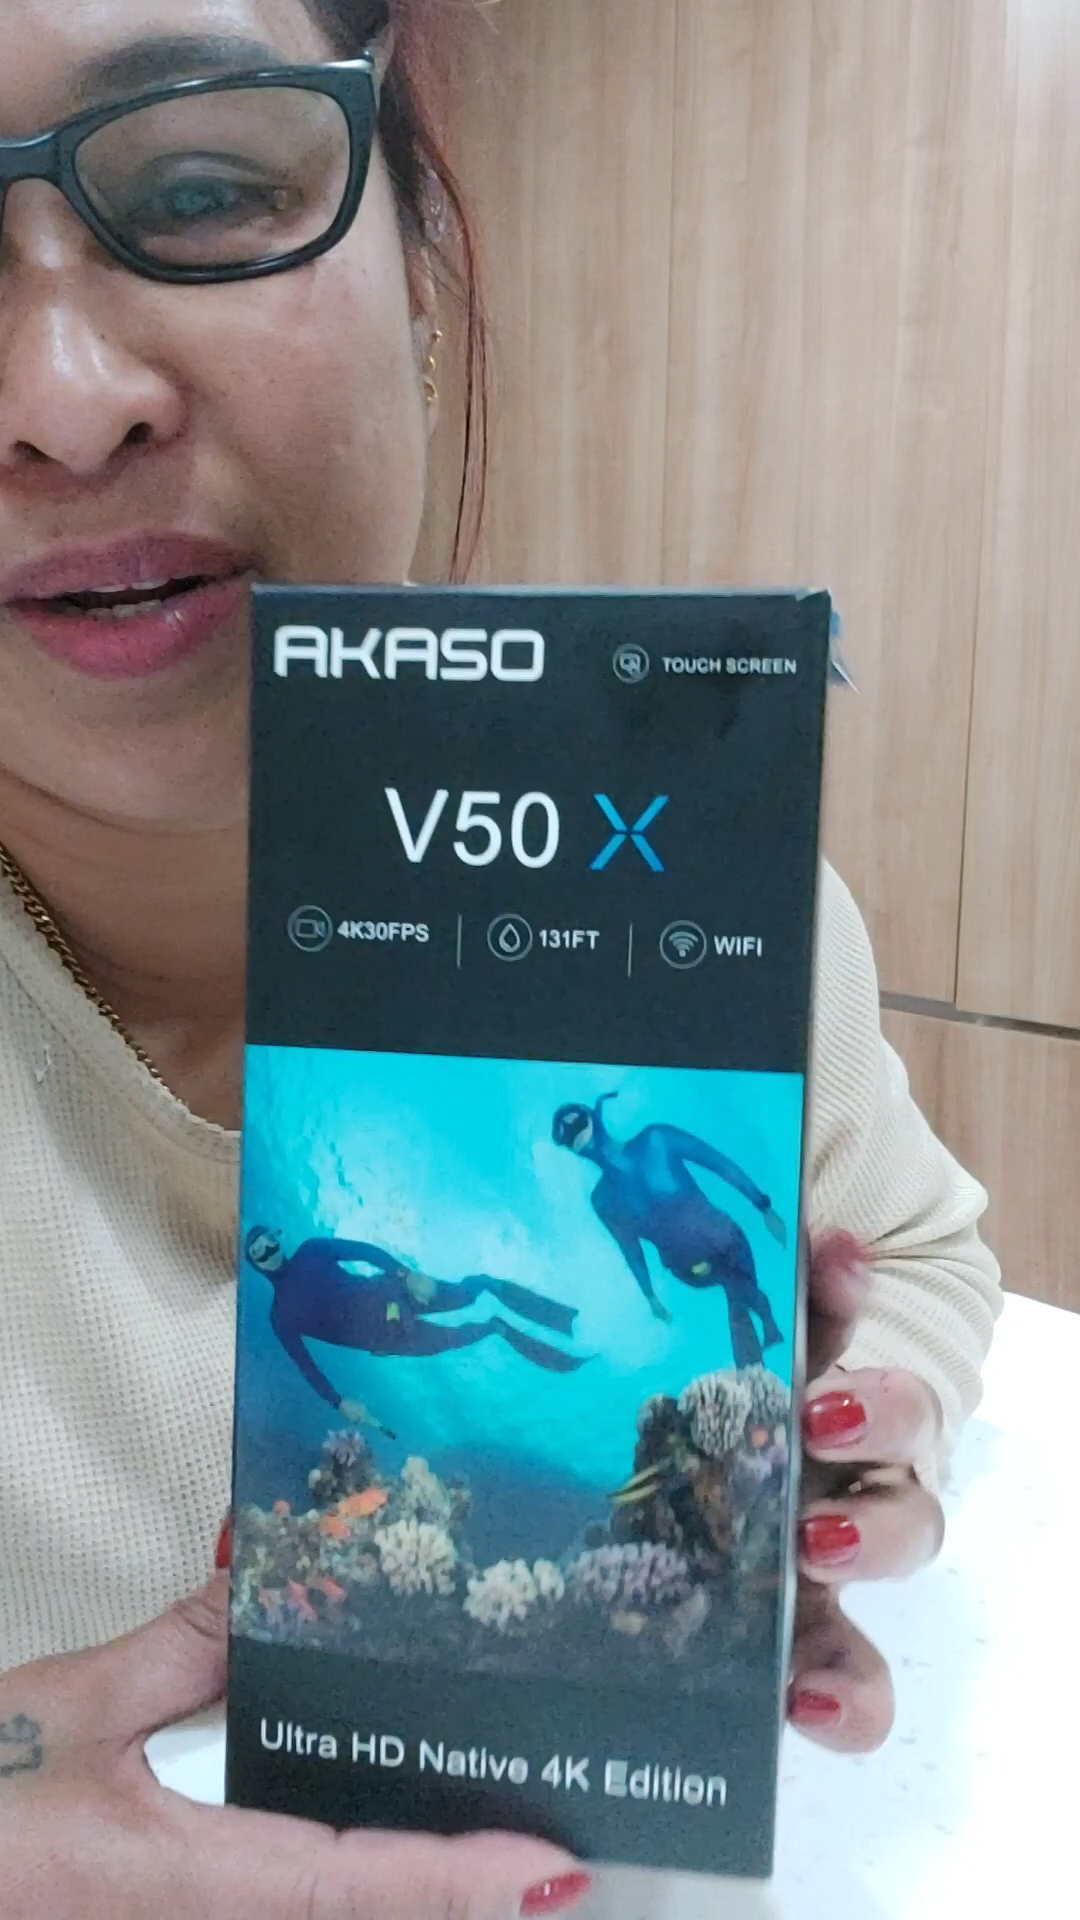 AKASO
TOUCH SCREEN
V50 X
4K30FPS
131FT
WIFI
Ultra HD Native 4K Edition